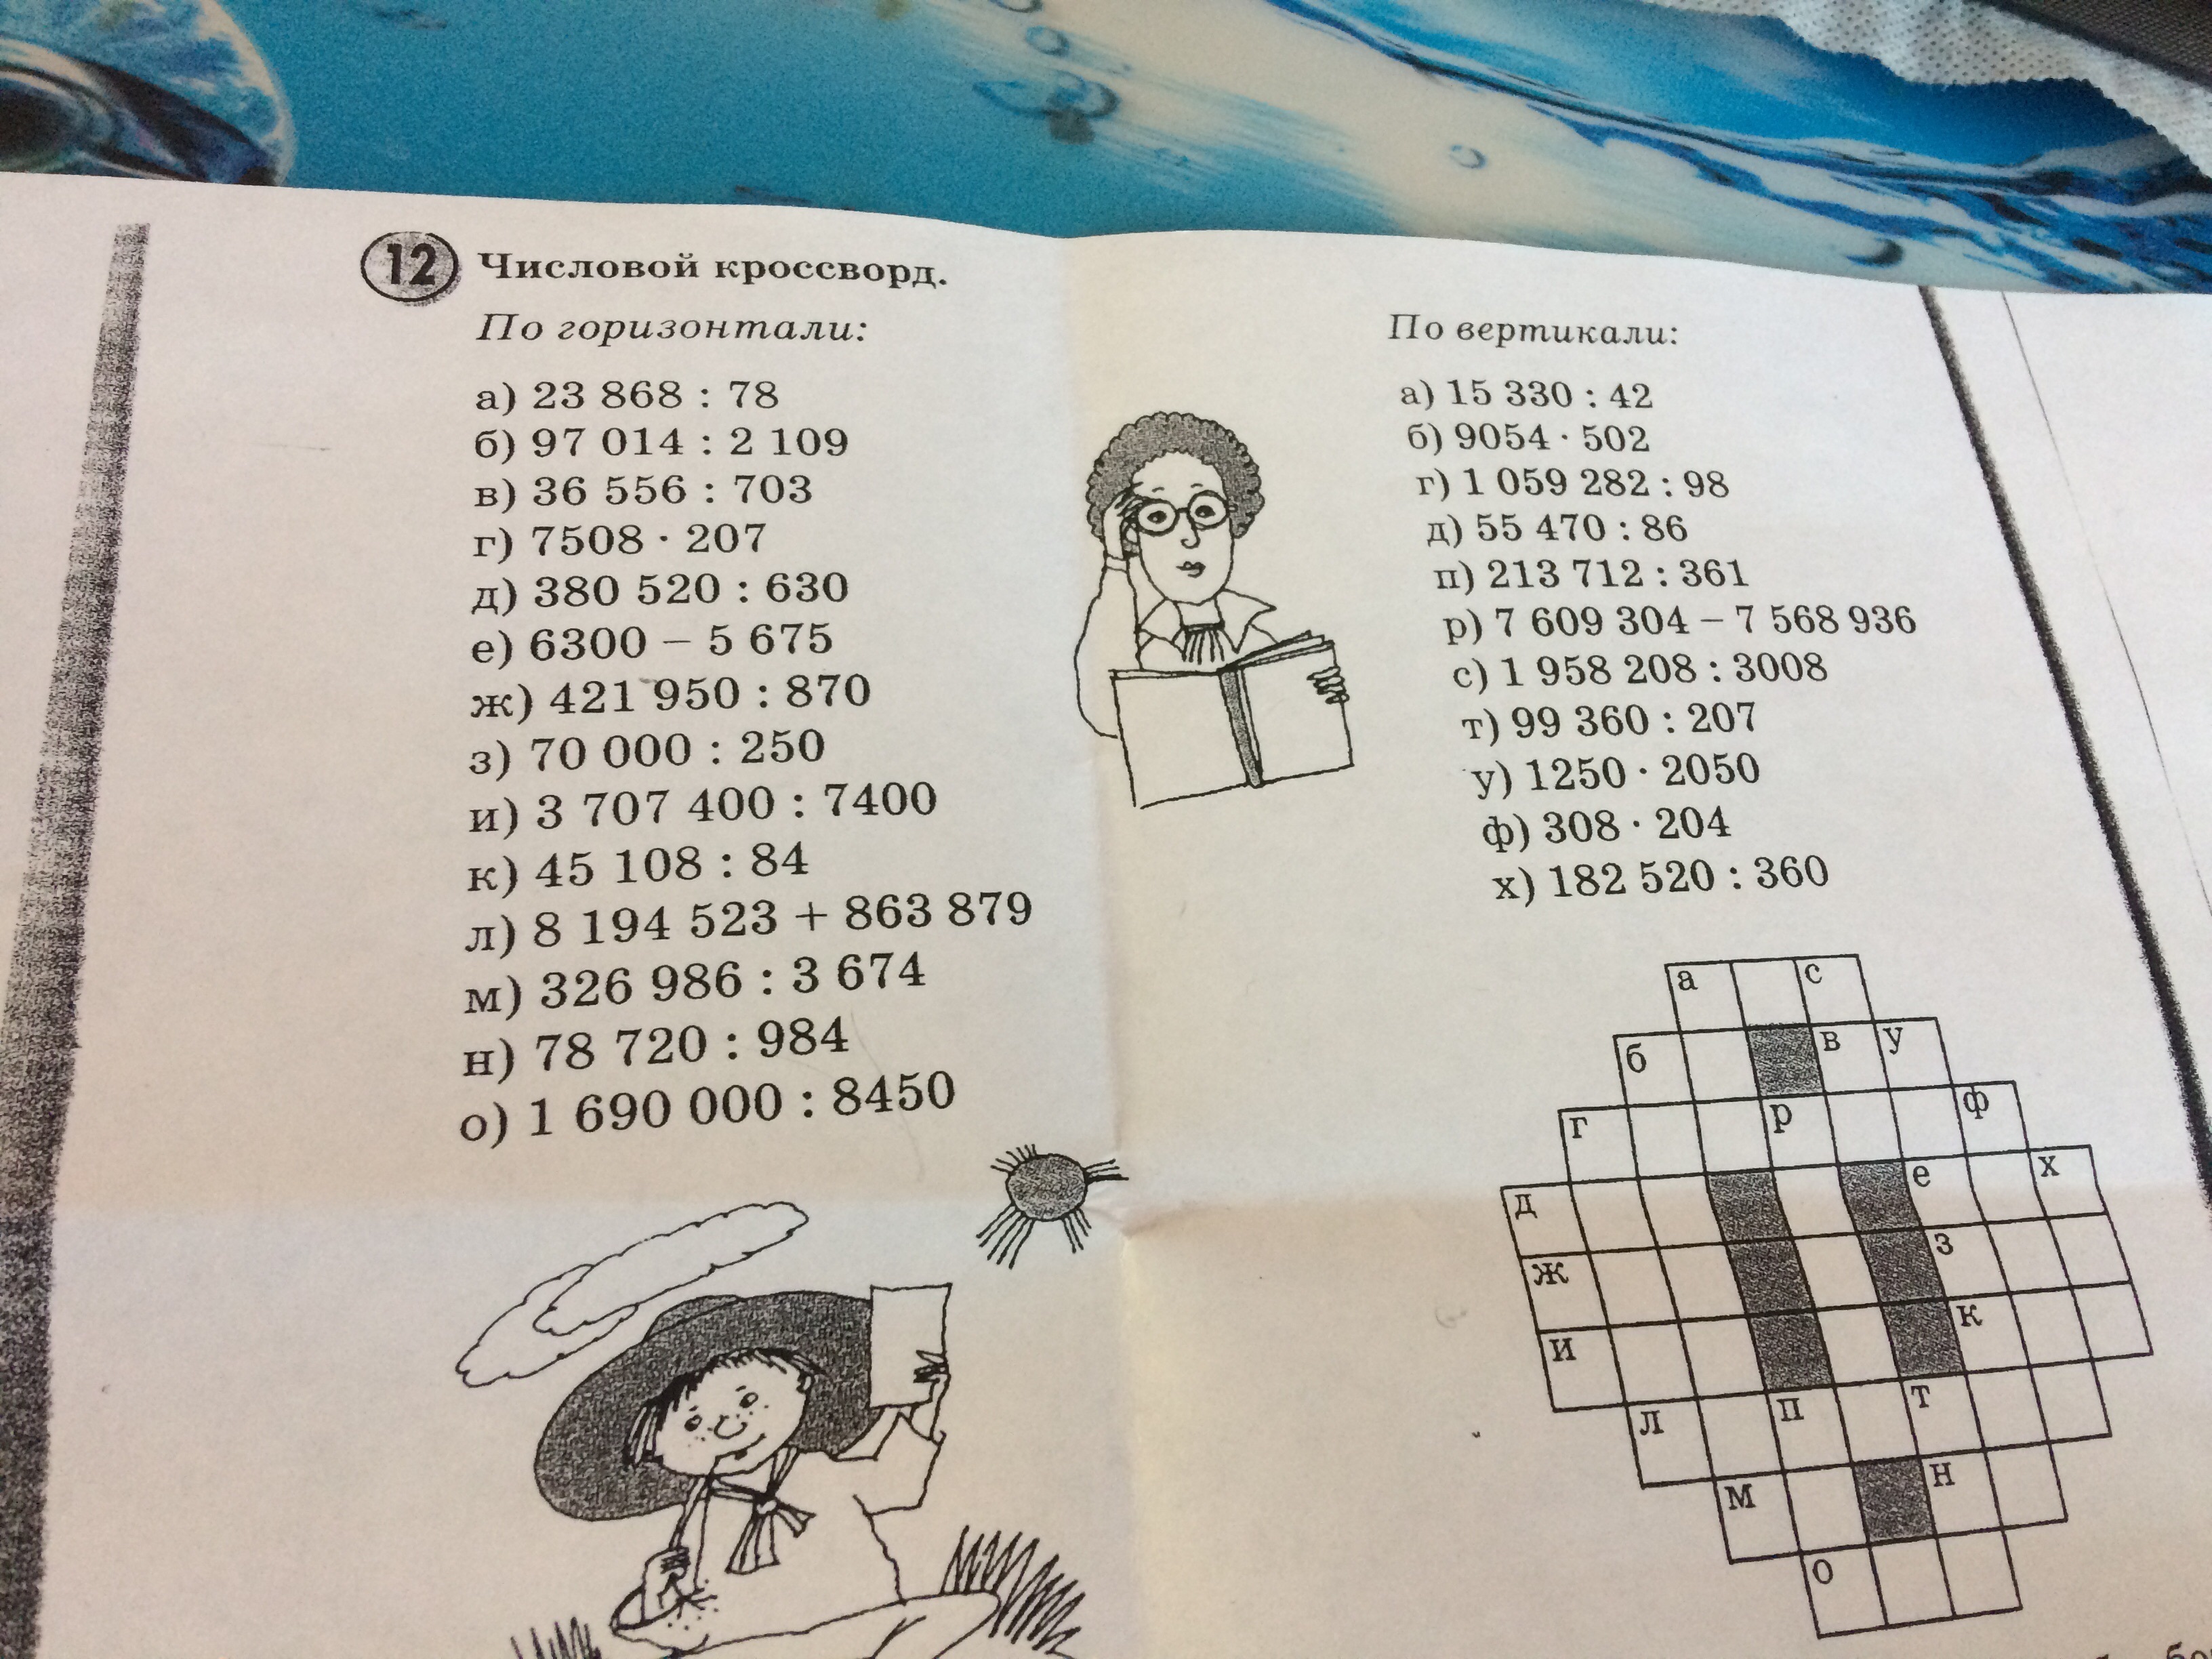 12 Числовой кроссворд.
По горизонтали:
а) 23 868 : 78
б) 97 014 : 2 109
в) 36 556 : 703
г) 7508 · 207
д) 380 520 : 630
е) 6300 – 5 675
ж) 421 950 : 870
з) 70 000 : 250
и) 3 707 400 : 7400
к) 45 108 : 84
л) 8 194 523 + 863 879
м) 326 986 : 3 674
н) 78 720 : 984
о) 1 690 000 : 8450
По вертикали:
а) 15 330 : 42
б) 9054 · 502
г) 1 059 282 : 98
д) 55 470 : 86
п) 213 712 : 361
р) 7 609 304 – 7 568 936
с) 1 958 208 : 3008
т) 99 360 : 207
у) 1250 · 2050
ф) 308 · 204
х) 182 520 : 360
а с
б в у
г р ф
д е х
ж з
и к
л п т
м н
о